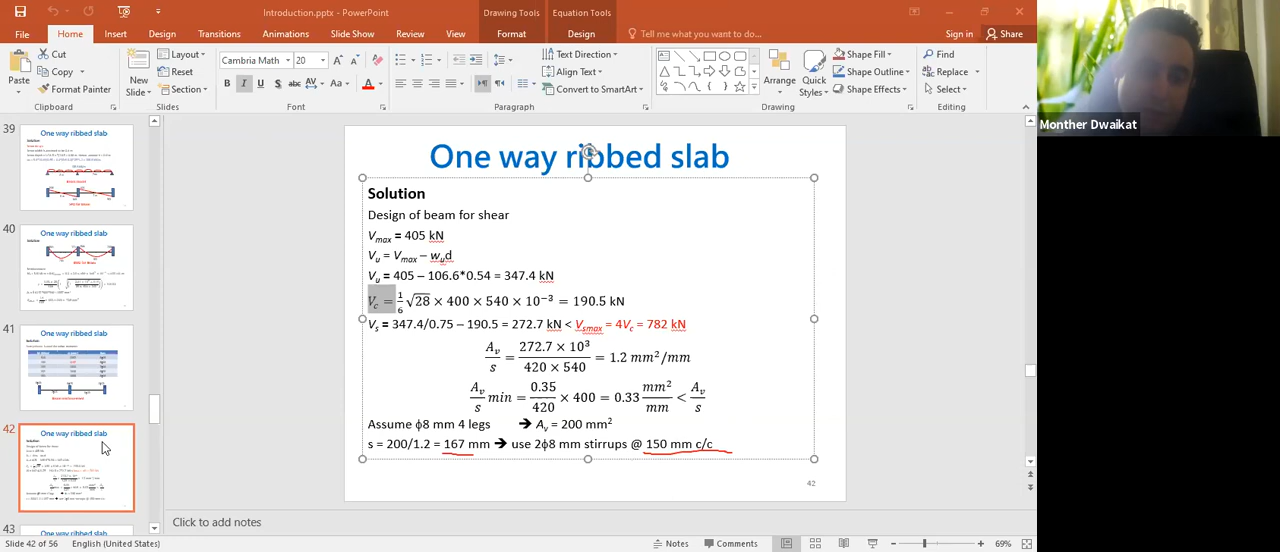 Introduction.pptx - PowerPoint
Drawing Tools
Equation Tools
File
Home
Insert
Design
Transitions
Animations
Slide Show
Review
View
Format
Design
Tell me what you want to do...
Sign in
Share
Paste
Cut
Copy
Format Painter
Clipboard
New Slide
Layout
Reset
Section
Slides
Cambria Math
20
B I U S abc AV Aa A
Font
Paragraph
Text Direction
Align Text
Convert to SmartArt
Arrange
Quick Styles
Shape Fill
Shape Outline
Shape Effects
Drawing
Find
Replace
Select
Editing
Monther Dwaikat
39
One way ribbed slab
40
One way ribbed slab
41
One way ribbed slab
42
One way ribbed slab
43
One way ribbed slab
One way ribbed slab
Solution
Design of beam for shear
V_max = 405 kN
V_u = V_max − w_u d
V_u = 405 − 106.6*0.54 = 347.4 kN
V_c = 1/6 √28 × 400 × 540 × 10⁻³ = 190.5 kN
V_s = 347.4/0.75 − 190.5 = 272.7 kN < V_smax = 4V_c = 782 kN
A_v/s = 272.7 × 10³ / 420 × 540 = 1.2 mm²/mm
A_v/s min = 0.35/420 × 400 = 0.33 mm²/mm < A_v/s
Assume ϕ8 mm 4 legs → A_v = 200 mm²
s = 200/1.2 = 167 mm → use 2ϕ8 mm stirrups @ 150 mm c/c
42
Click to add notes
Slide 42 of 56
English (United States)
Notes
Comments
69%